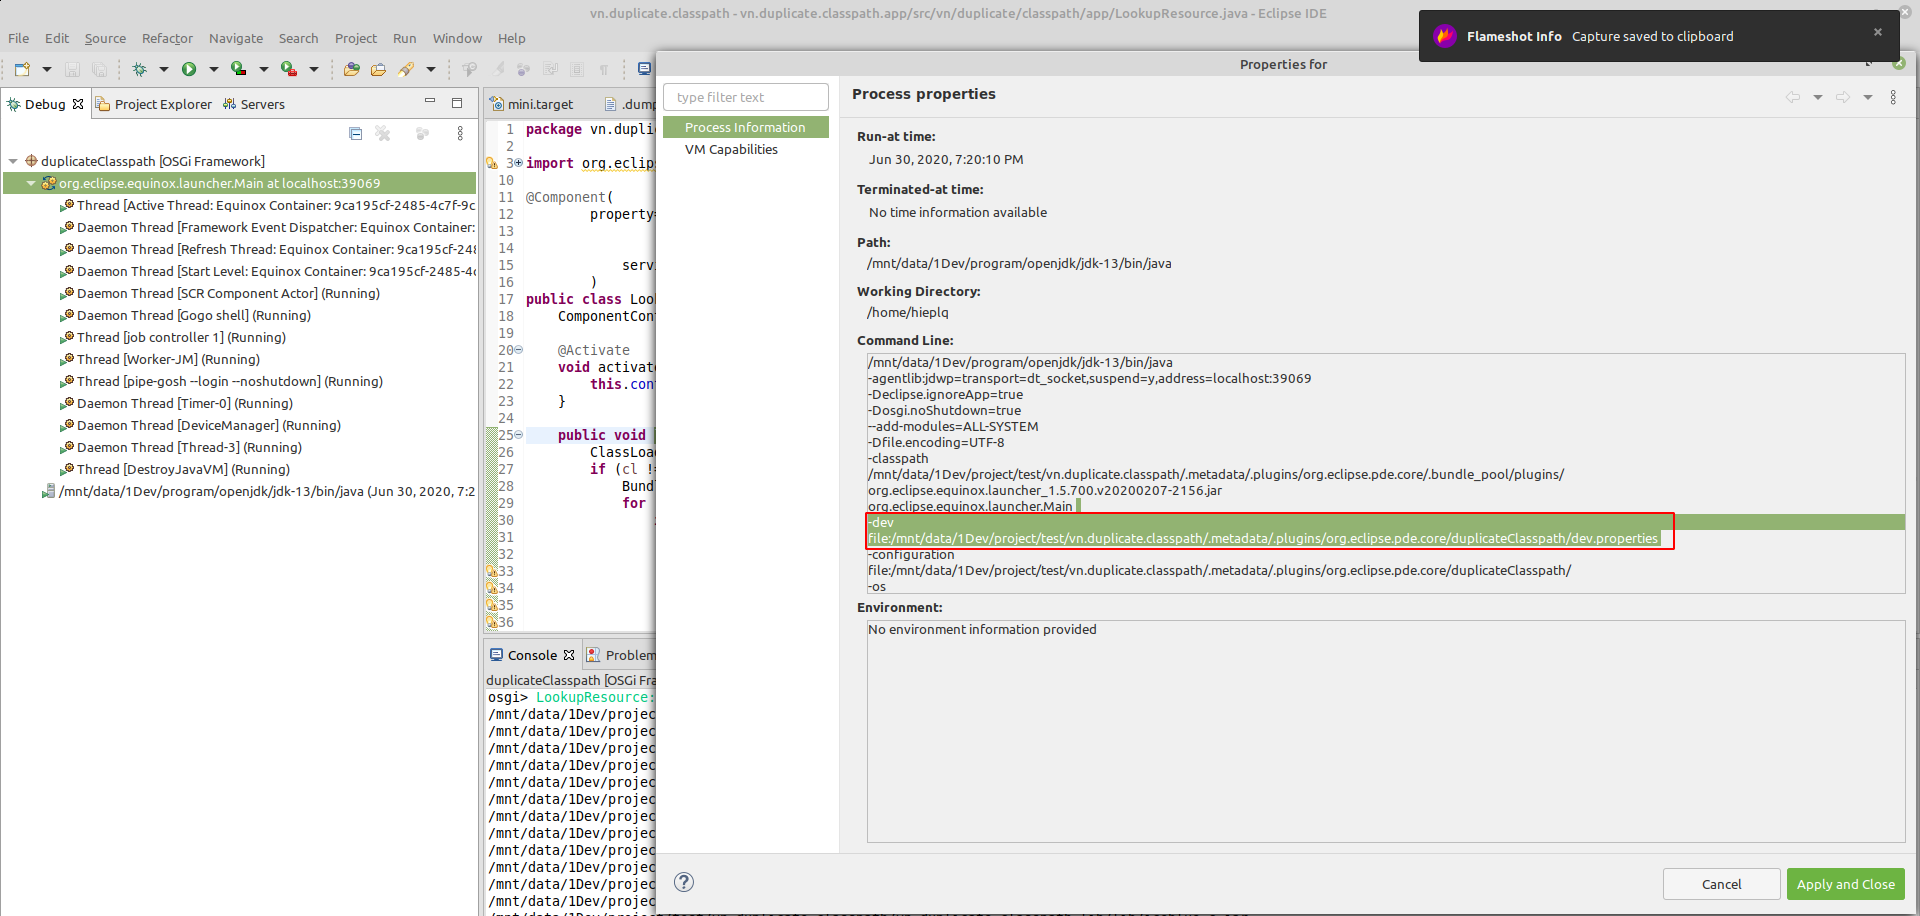 vn.duplicate.classpath - vn.duplicate.classpath.app/src/vn/duplicate/classpath/app/LookupResource.java - Eclipse IDE
Flameshot Info Capture saved to clipboard
File Edit Source Refactor Navigate Search Project Run Window Help
Debug Project Explorer Servers
duplicateClasspath [OSGi Framework]
org.eclipse.equinox.launcher.Main at localhost:39069
Thread [Active Thread: Equinox Container: 9ca195cf-2485-4c7f-9c
Daemon Thread [Framework Event Dispatcher: Equinox Container:
Daemon Thread [Refresh Thread: Equinox Container: 9ca195cf-248
Daemon Thread [Start Level: Equinox Container: 9ca195cf-2485-4c
Daemon Thread [SCR Component Actor] (Running)
Daemon Thread [Gogo shell] (Running)
Thread [job controller 1] (Running)
Thread [Worker-JM] (Running)
Thread [pipe-gosh --login --noshutdown] (Running)
Daemon Thread [Timer-0] (Running)
Daemon Thread [DeviceManager] (Running)
Daemon Thread [Thread-3] (Running)
Thread [DestroyJavaVM] (Running)
/mnt/data/1Dev/program/openjdk/jdk-13/bin/java (Jun 30, 2020, 7:2
mini.target .dump
1 package vn.duplic
2
3 import org.eclips
10
11 @Component(
12 property=
13
14
15 servi
16 )
17 public class Look
18 ComponentCont
19
20 @Activate
21 void activate
22 this.con
23 }
24
25 public void
26 ClassLoad
27 if (cl !=
28 Bundl
29 for
30
31
32
33
34
35
36
Console Problem
duplicateClasspath [OSGi Fra
osgi> LookupResource:
/mnt/data/1Dev/projec
/mnt/data/1Dev/projec
/mnt/data/1Dev/projec
/mnt/data/1Dev/projec
/mnt/data/1Dev/projec
/mnt/data/1Dev/projec
/mnt/data/1Dev/projec
/mnt/data/1Dev/projec
/mnt/data/1Dev/projec
/mnt/data/1Dev/projec
/mnt/data/1Dev/projec
/mnt/data/1Dev/projec
Properties for
type filter text
Process Information
VM Capabilities
Process properties
Run-at time:
Jun 30, 2020, 7:20:10 PM
Terminated-at time:
No time information available
Path:
/mnt/data/1Dev/program/openjdk/jdk-13/bin/java
Working Directory:
/home/hieplq
Command Line:
/mnt/data/1Dev/program/openjdk/jdk-13/bin/java
-agentlib:jdwp=transport=dt_socket,suspend=y,address=localhost:39069
-Declipse.ignoreApp=true
-Dosgi.noShutdown=true
--add-modules=ALL-SYSTEM
-Dfile.encoding=UTF-8
-classpath
/mnt/data/1Dev/project/test/vn.duplicate.classpath/.metadata/.plugins/org.eclipse.pde.core/.bundle_pool/plugins/
org.eclipse.equinox.launcher_1.5.700.v20200207-2156.jar
org.eclipse.equinox.launcher.Main
-dev
file:/mnt/data/1Dev/project/test/vn.duplicate.classpath/.metadata/.plugins/org.eclipse.pde.core/duplicateClasspath/dev.properties
-configuration
file:/mnt/data/1Dev/project/test/vn.duplicate.classpath/.metadata/.plugins/org.eclipse.pde.core/duplicateClasspath/
-os
Environment:
No environment information provided
Cancel Apply and Close